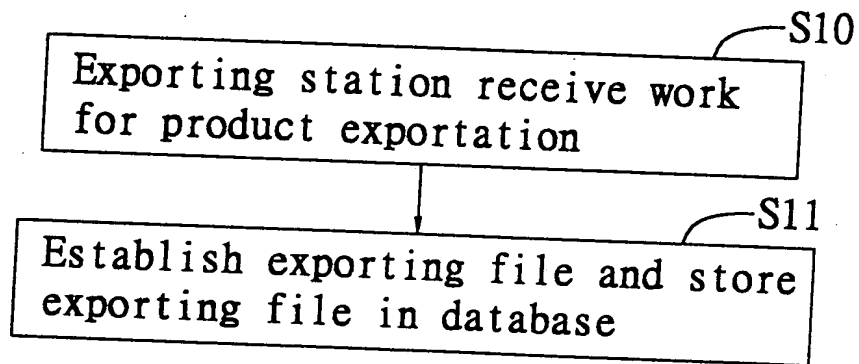 S10
Exporting station receive work
for product exportation
S11
Establish exporting file and store
exporting file in database